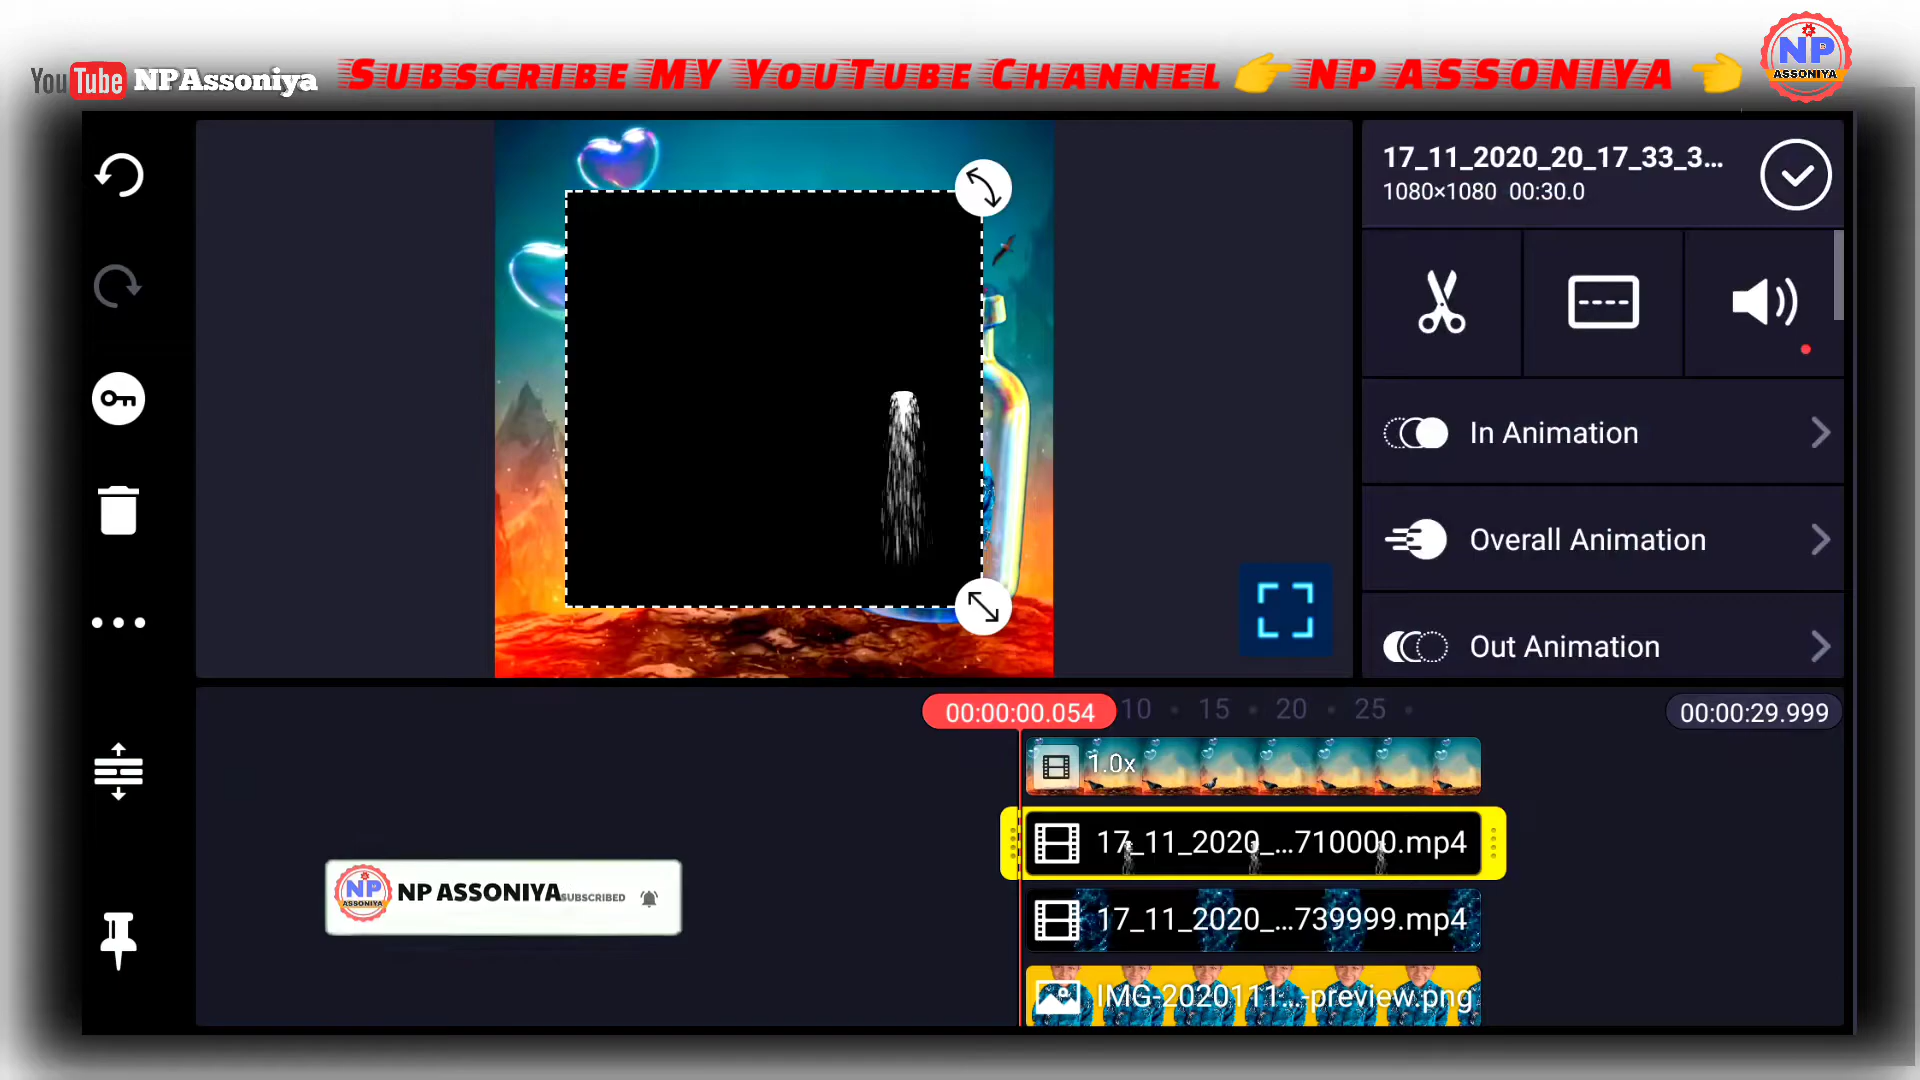 YouTube NPAssoniya SUBSCRIBE MY YOUTUBE CHANNEL 👉 NP ASSONIYA 👈 NP ASSONIYA
17_11_2020_20_17_33_3...
1080×1080 00:30.0
In Animation
Overall Animation
Out Animation
00:00:00.054 10 15 20 25 00:00:29.999
1.0x
17_11_2020_...710000.mp4
NP ASSONIYA NP ASSONIYA SUBSCRIBED
17_11_2020_...739999.mp4
IMG-2020111...-preview.png